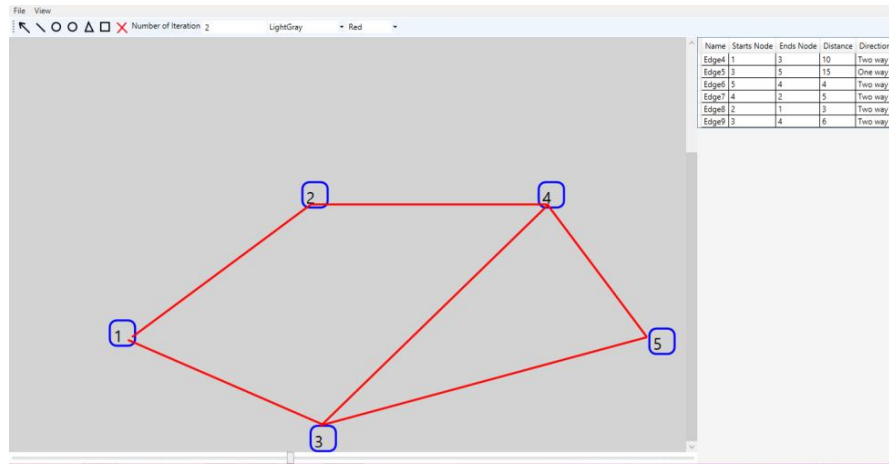 File View
Number of Iteration 2 LightGray Red
Name Starts Node Ends Node Distance Direction
Edge4 1 3 10 Two way
Edge5 3 5 15 One way
Edge6 5 4 4 Two way
Edge7 4 2 5 Two way
Edge8 2 1 3 Two way
Edge9 3 4 6 Two way
2 4
1 5
3